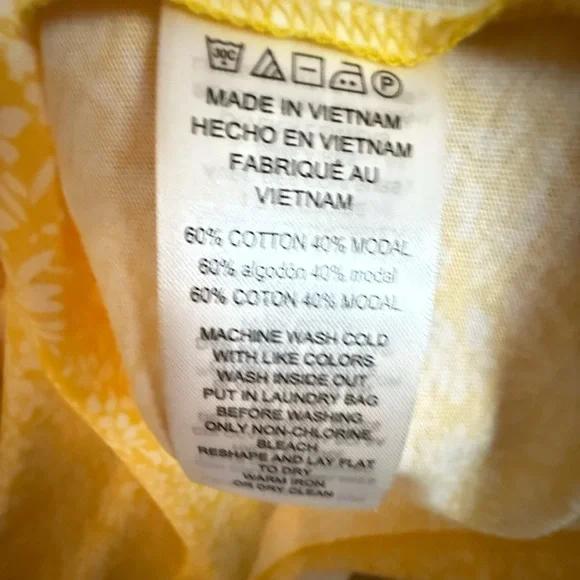 30C P
MADE IN VIETNAM
HECHO EN VIETNAM
FABRIQUÉ AU
VIETNAM
60% COTTON 40% MODAL
60% algodón 40% modal
60% COTON 40% MODAL
MACHINE WASH COLD
WITH LIKE COLORS
WASH INSIDE OUT,
PUT IN LAUNDRY BAG
BEFORE WASHING,
ONLY NON-CHLORINE
BLEACH
RESHAPE AND LAY FLAT
TO DRY
WARM IRON
OR DRY CLEAN